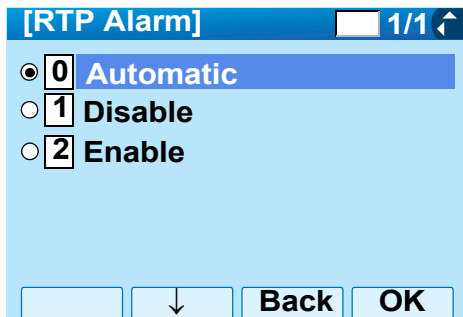 [RTP Alarm] 1/1
0 Automatic
1 Disable
2 Enable
↓ Back OK